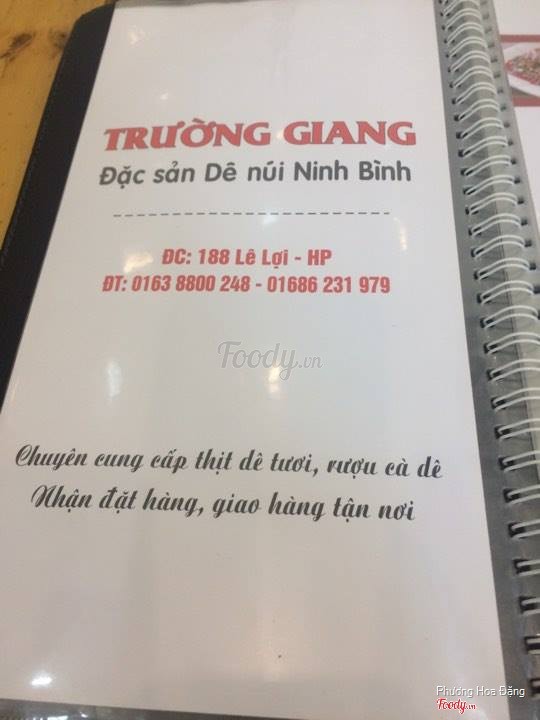 TRƯỜNG GIANG
Đặc sản Dê núi Ninh Bình
ĐC: 188 Lê Lợi - HP
ĐT: 0163 8800 248 - 01686 231 979
Foody.vn
Chuyên cung cấp thịt dê tươi, rượu cà dê
Nhận đặt hàng, giao hàng tận nơi
Phương Hoa Đặng
Foody.vn